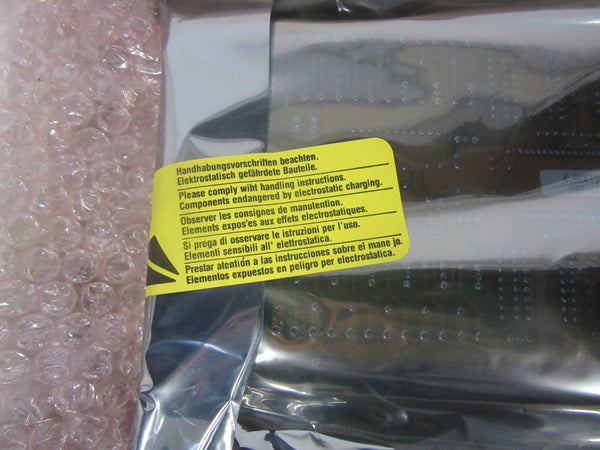 Handhabungsvorschriften beachten.
Elektrostatisch gefährdete Bauteile.
Please comply wiht handling instructions.
Components endangered by electrostatic charging.
Observer les consignes de manutention.
Elements expos'es aux effets electrostatiques.
Si prega di osservare le istruzioni per l'uso.
Elementi sensibili all' elettrostatica.
Prestar atentión a las instrucciones sobre el mane jo.
Elementos expuestos en peligro per electrostatica.